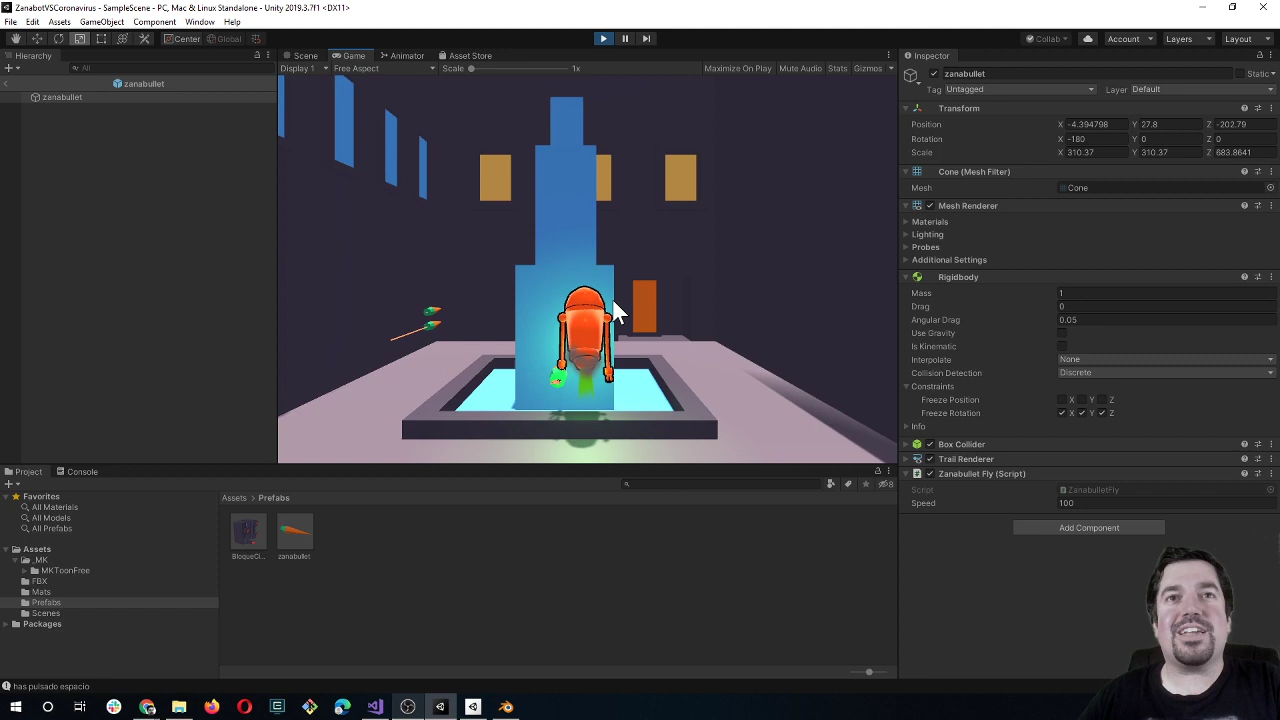 ZanabotVSCoronavirus - SampleScene - PC, Mac & Linux Standalone - Unity 2019.3.7f1 <DX11>
File Edit Assets GameObject Component Window Help
Center Global Collab Account Layers Layout
Hierarchy Scene Game Animator Asset Store Inspector
All Display 1 Free Aspect Scale 1x Maximize On Play Mute Audio Stats Gizmos
zanabullet Static
zanabullet
zanabullet
Tag Untagged Layer Default
Transform
Position X -4.394798 Y 27.8 Z -202.79
Rotation X -180 Y 0 Z 0
Scale X 310.37 Y 310.37 Z 683.8641
Cone (Mesh Filter)
Mesh Cone
Mesh Renderer
Materials
Lighting
Probes
Additional Settings
Rigidbody
Mass 1
Drag 0
Angular Drag 0.05
Use Gravity
Is Kinematic
Interpolate None
Collision Detection Discrete
Constraints
Freeze Position X Y Z
Freeze Rotation X Y Z
Info
Box Collider
Trail Renderer
Zanabullet Fly (Script)
Script ZanabulletFly
Speed 100
Add Component
Project Console
8
Favorites
All Materials
All Models
All Prefabs
Assets
_MK
MKToonFree
FBX
Mats
Prefabs
Scenes
Packages
Assets > Prefabs
BloqueCi... zanabullet
has pulsado espacio